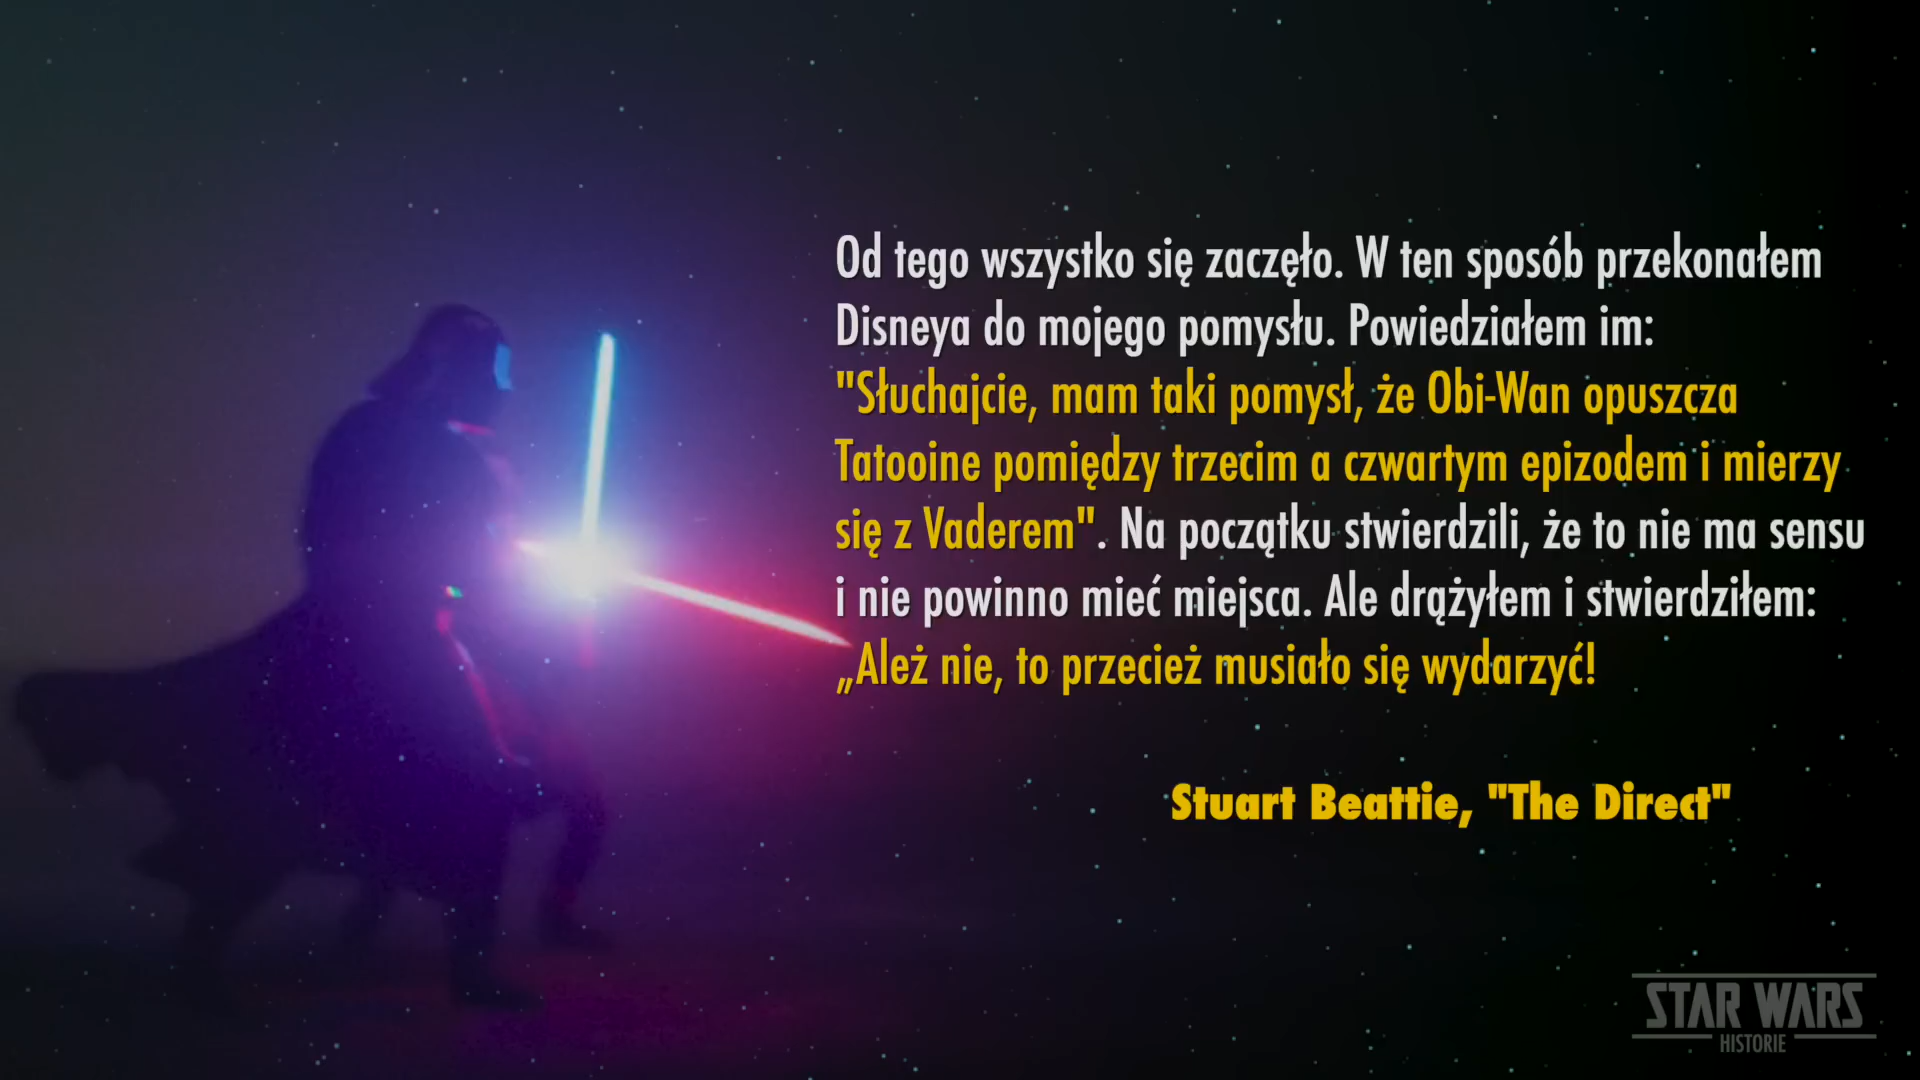 Od tego wszystko się zaczęło. W ten sposób przekonałem
Disneya do mojego pomysłu. Powiedziałem im:
"Słuchajcie, mam taki pomysł, że Obi-Wan opuszcza
Tatooine pomiędzy trzecim a czwartym epizodem i mierzy
się z Vaderem". Na początku stwierdzili, że to nie ma sensu
i nie powinno mieć miejsca. Ale drążyłem i stwierdziłem:
„Ależ nie, to przecież musiało się wydarzyć!
Stuart Beattie, "The Direct"
STAR WARS
HISTORIE